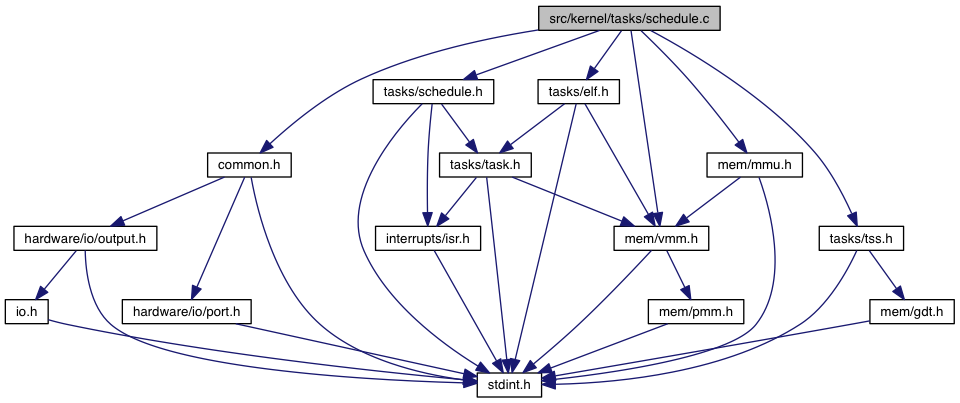 src/kernel/tasks/schedule.c
tasks/schedule.h
tasks/elf.h
common.h
tasks/task.h
mem/mmu.h
hardware/io/output.h
interrupts/isr.h
mem/vmm.h
tasks/tss.h
io.h
hardware/io/port.h
mem/pmm.h
mem/gdt.h
stdint.h